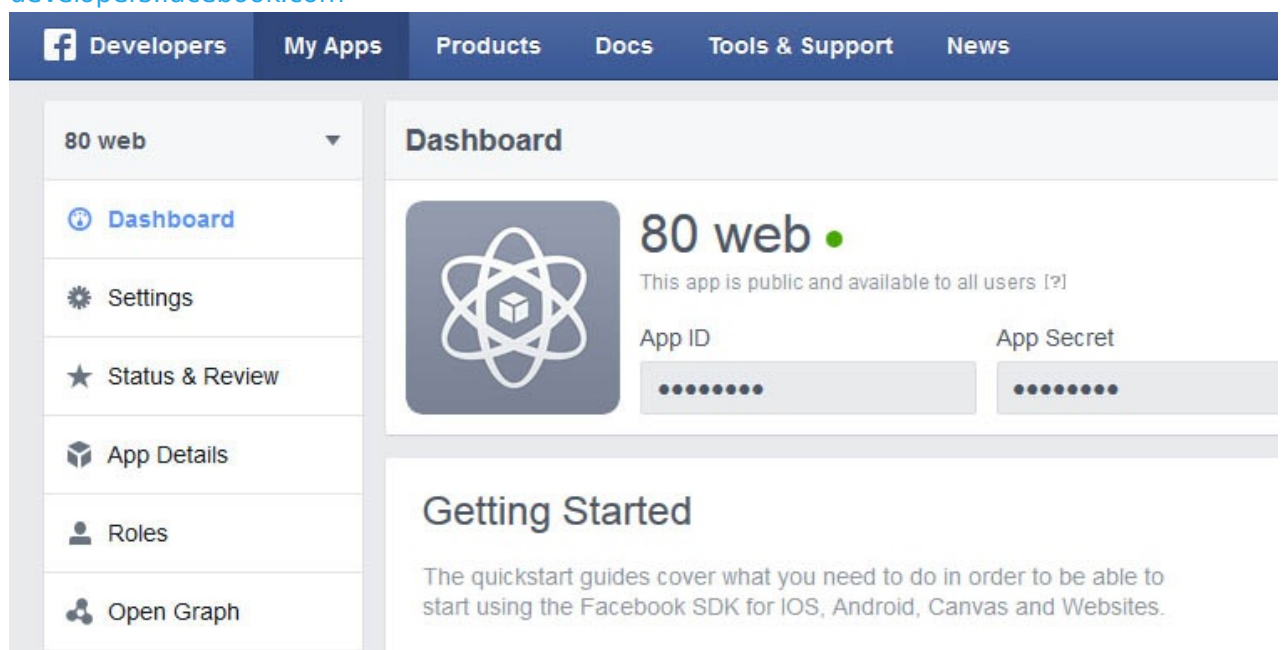 developers.facebook.com
f Developers My Apps Products Docs Tools & Support News
80 web
Dashboard
Settings
Status & Review
App Details
Roles
Open Graph
Dashboard
80 web
This app is public and available to all users [?]
App ID App Secret
•••••••• ••••••••
Getting Started
The quickstart guides cover what you need to do in order to be able to
start using the Facebook SDK for IOS, Android, Canvas and Websites.